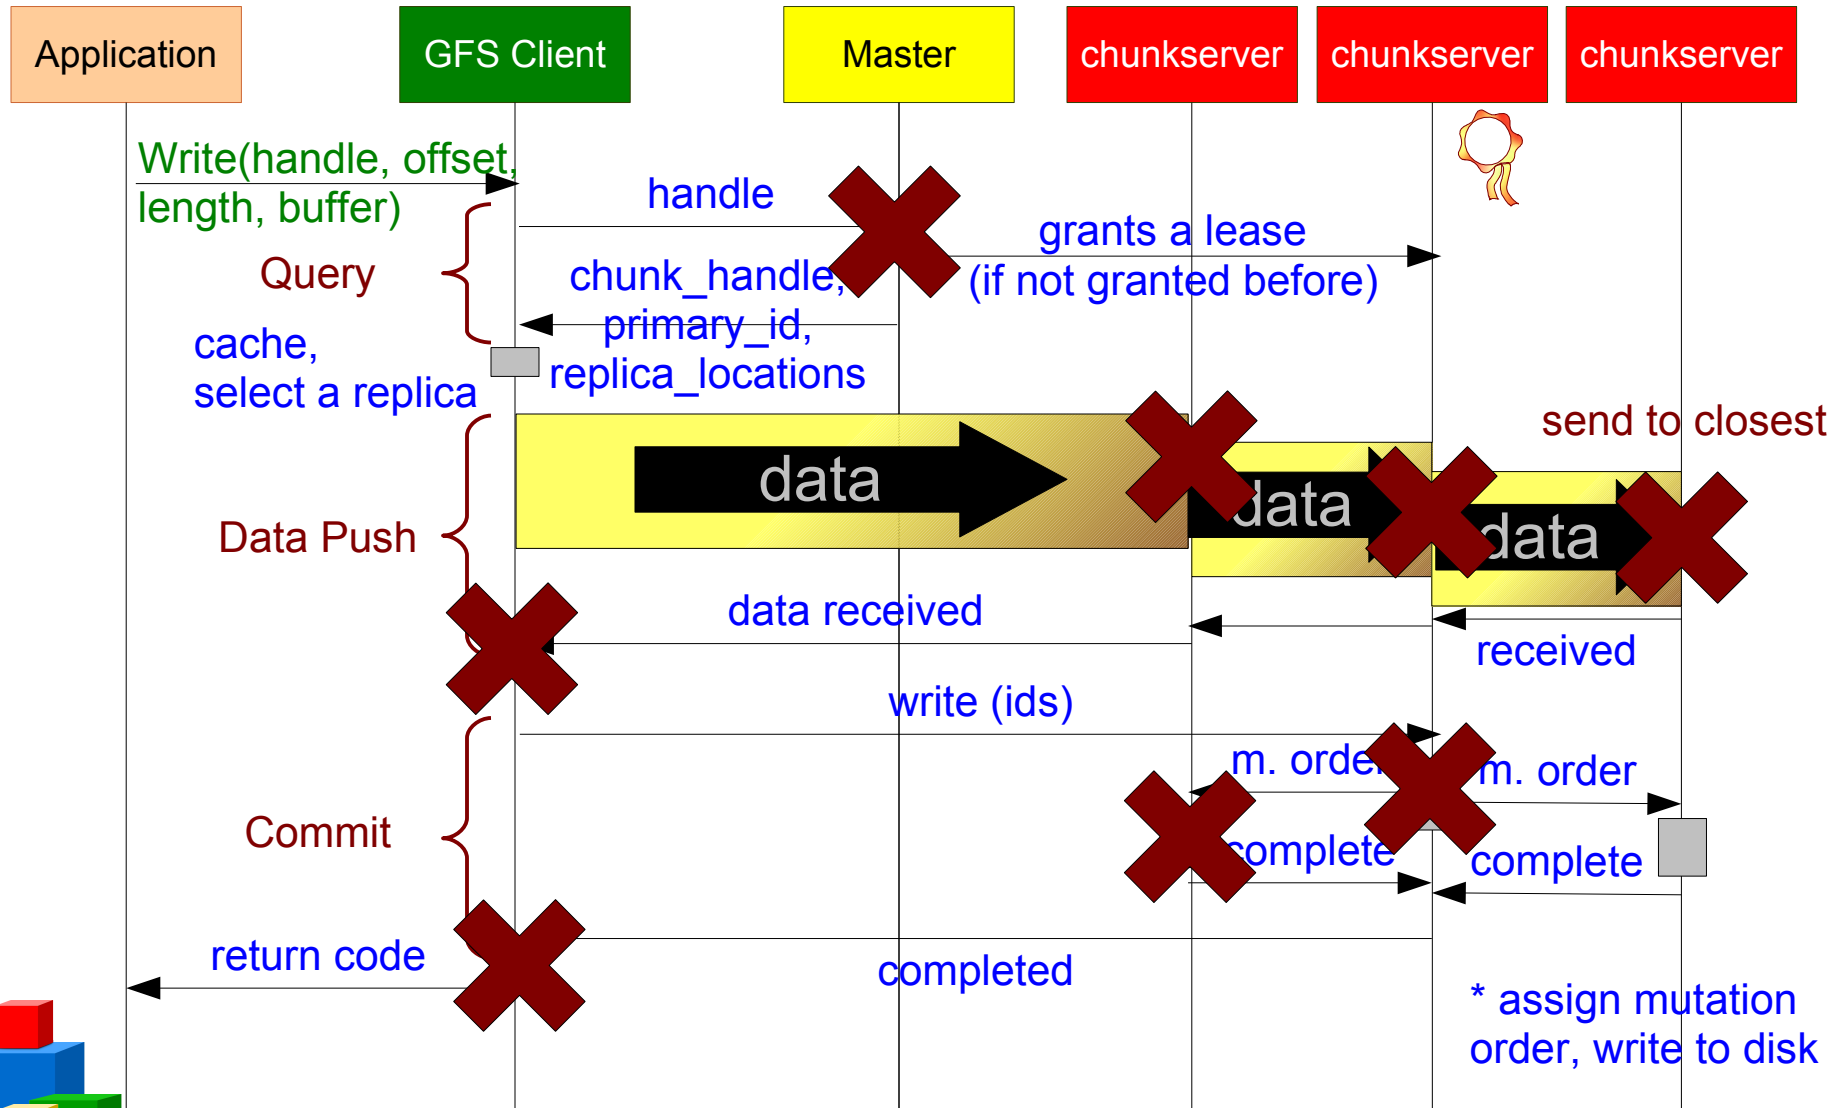 Application
GFS Client
Master
chunkserver
chunkserver
chunkserver
Write(handle, offset,
length, buffer)
handle
grants a lease
(if not granted before)
Query
chunk_handle,
primary_id,
replica_locations
cache,
select a replica
send to closest
data
data
data
Data Push
data received
received
write (ids)
m. order
m. order
Commit
complete
complete
return code
completed
* assign mutation
order, write to disk